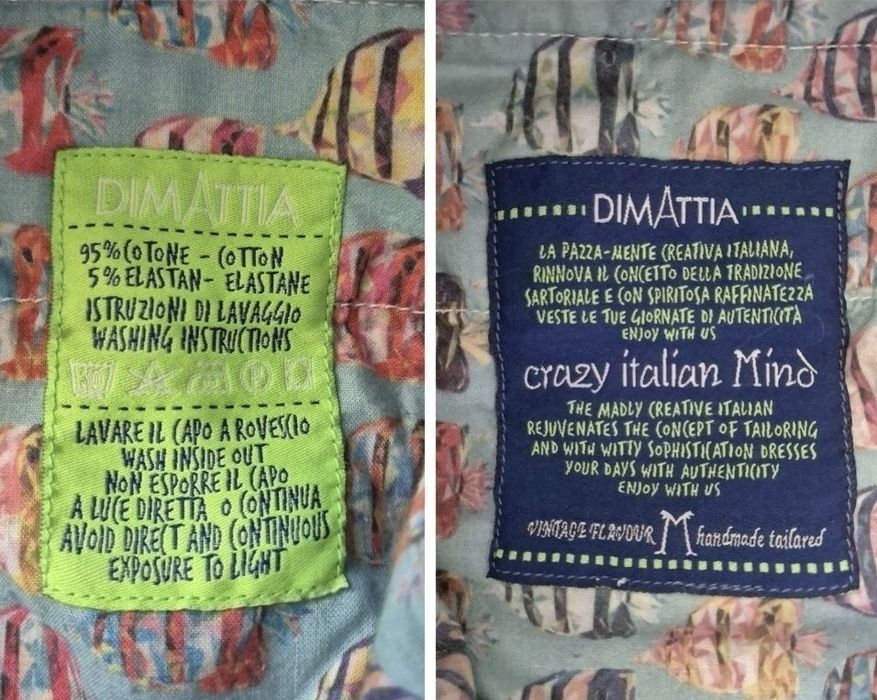 DIMATTIA
95% COTONE - COTTON
5% ELASTAN - ELASTANE
ISTRUZIONI DI LAVAGGIO
WASHING INSTRUCTIONS
LAVARE IL CAPO A ROVESCIO
WASH INSIDE OUT
NON ESPORRE IL CAPO
A LUCE DIRETTA O CONTINUA
AVOID DIRECT AND CONTINUOUS
EXPOSURE TO LIGHT
DIMATTIA
LA PAZZA-MENTE CREATIVA ITALIANA,
RINNOVA IL CONCETTO DELLA TRADIZIONE
SARTORIALE E CON SPIRITOSA RAFFINATEZZA
VESTE LE TUE GIORNATE DI AUTENTICITÀ
ENJOY WITH US
crazy italian Mind
THE MADLY CREATIVE ITALIAN
REJUVENATES THE CONCEPT OF TAILORING
AND WITH WITTY SOPHISTICATION DRESSES
YOUR DAYS WITH AUTHENTICITY
ENJOY WITH US
VINTAGE FLAVOUR M handmade tailared